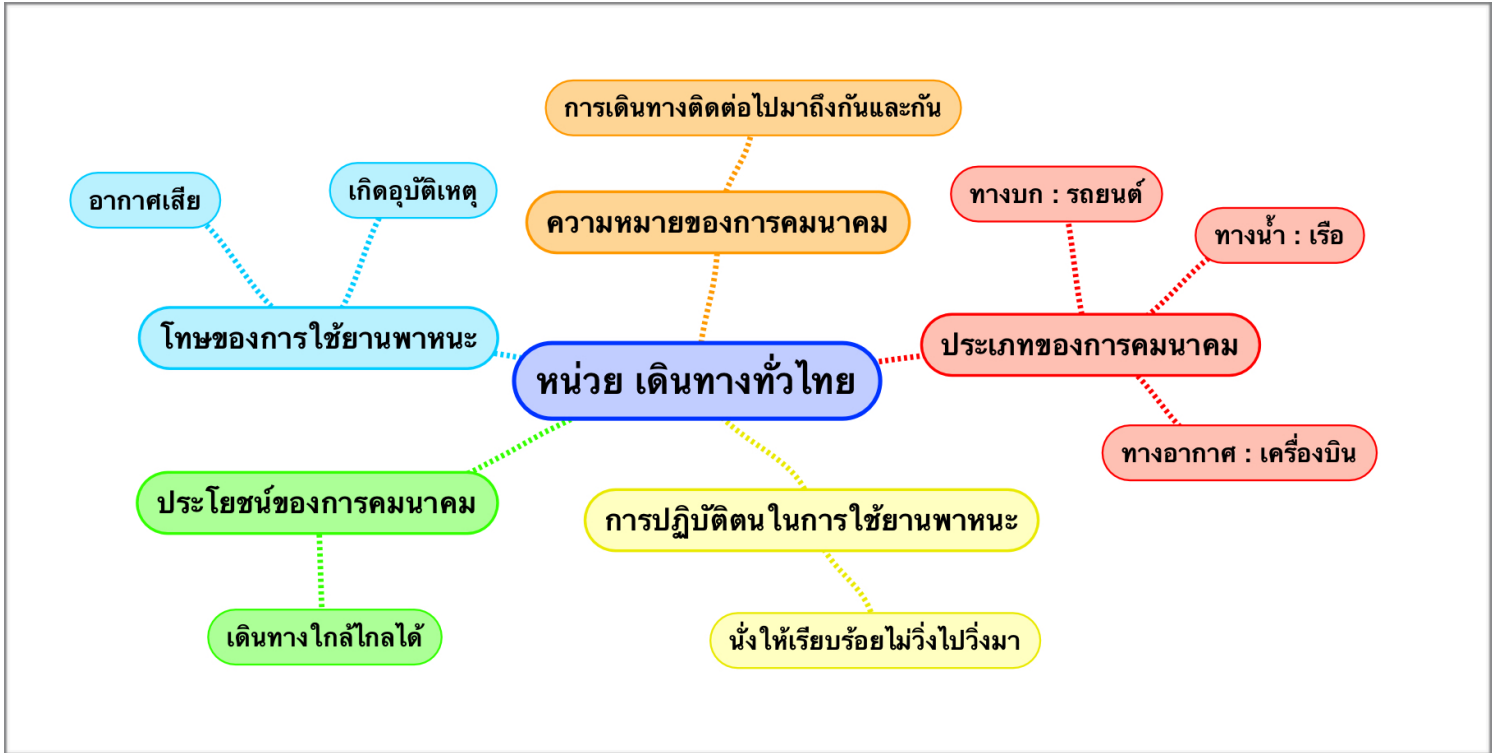 การเดินทางติดต่อไปมาถึงกันและกัน
ความหมายของการคมนาคม
อากาศเสีย
เกิดอุบัติเหตุ
โทษของการใช้ยานพาหนะ
ทางบก : รถยนต์
ทางน้ำ : เรือ
ประเภทของการคมนาคม
ทางอากาศ : เครื่องบิน
หน่วย เดินทางทั่วไทย
ประโยชน์ของการคมนาคม
เดินทางใกล้ไกลได้
การปฏิบัติตนในการใช้ยานพาหนะ
นั่งให้เรียบร้อยไม่วิ่งไปวิ่งมา